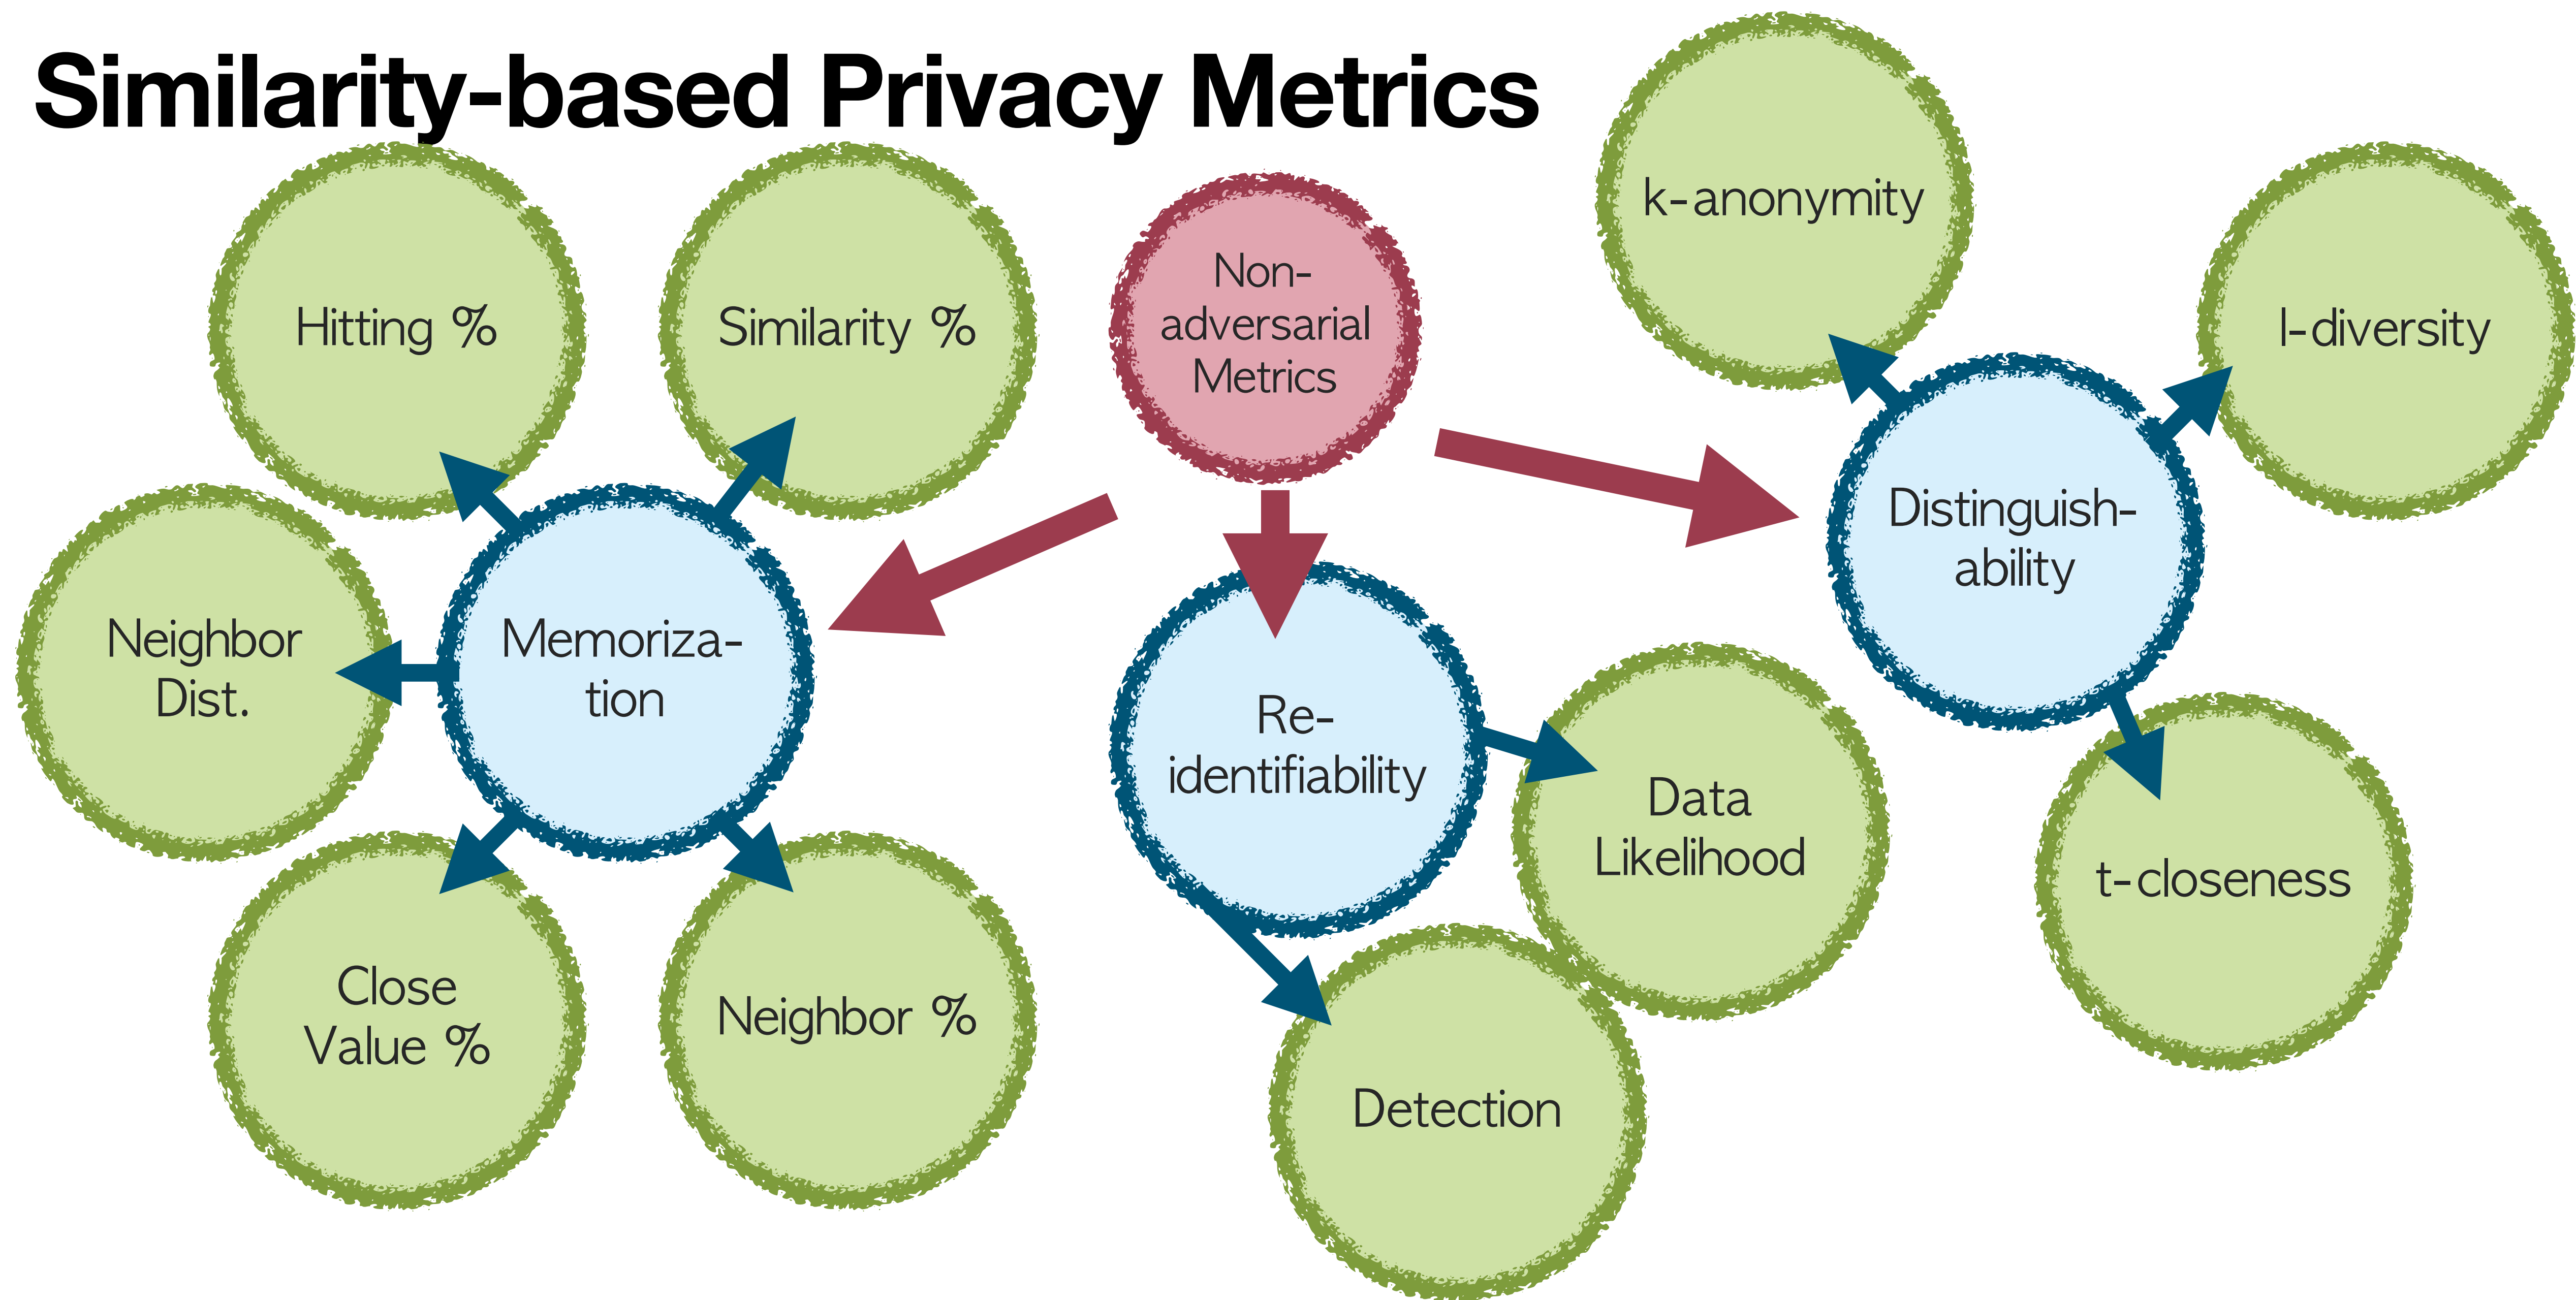 Similarity-based Privacy Metrics
Hitting %
Similarity %
Neighbor
Dist.
Memoriza-
tion
Close
Value %
Neighbor %
Non-
adversarial
Metrics
Re-
identifiability
Data
Likelihood
Detection
k-anonymity
l-diversity
Distinguish-
ability
t-closeness